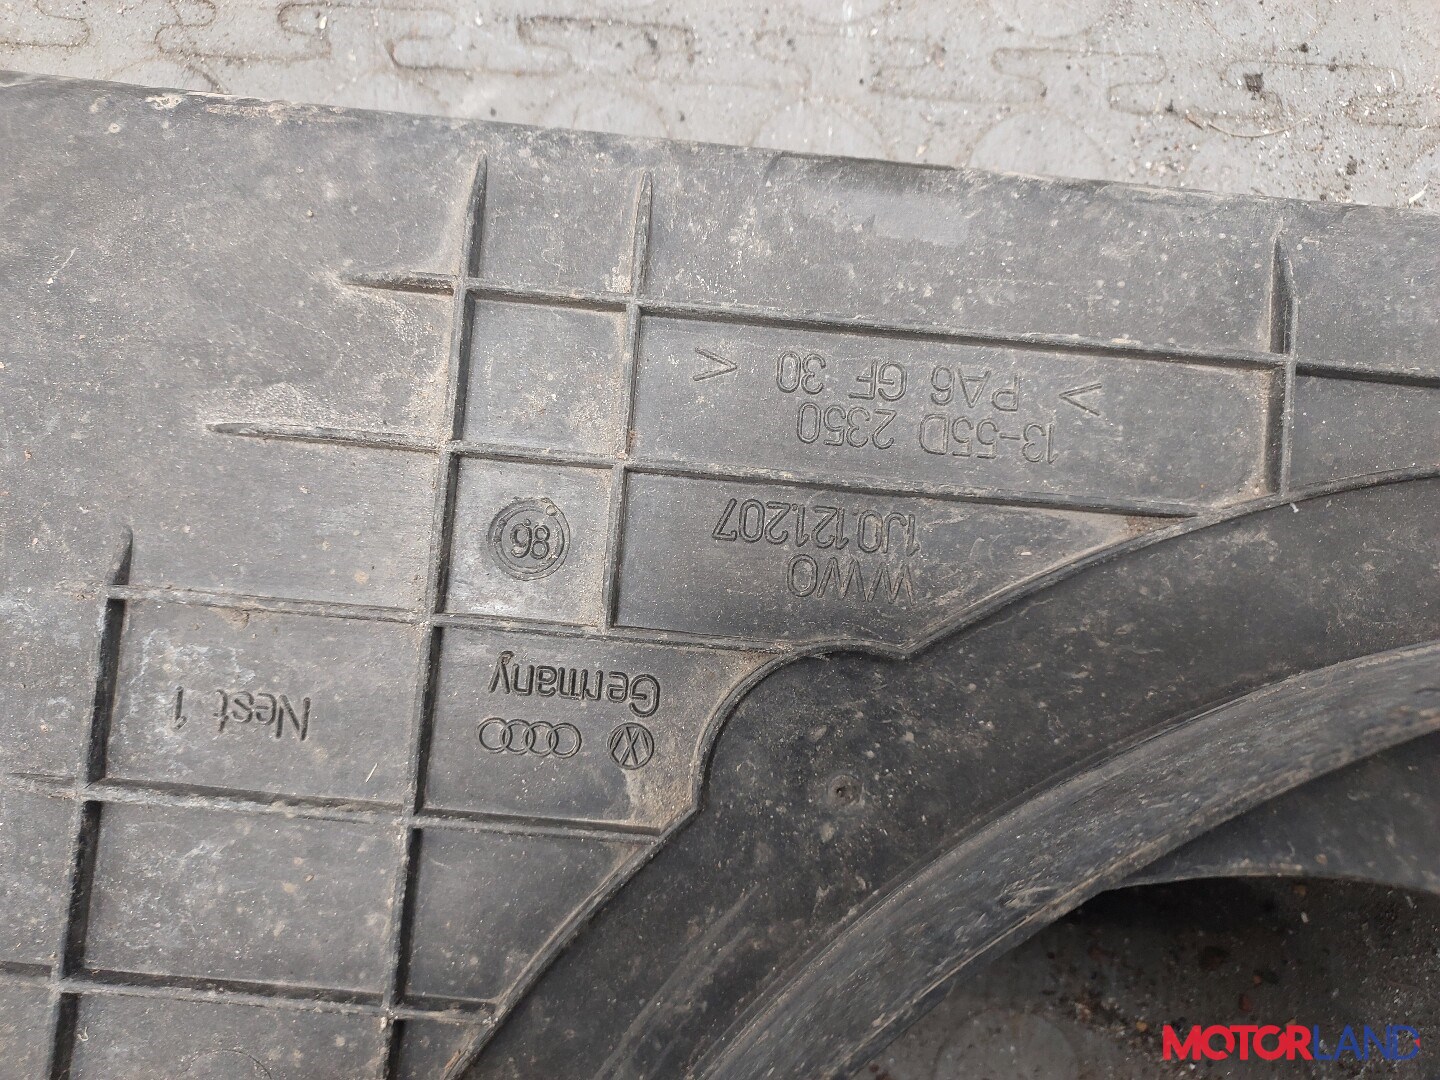 Nest 1
Germany
WWO
1J0.121.207
98
13-55D 2350
> PA6 GF 30 <
MOTORLAND